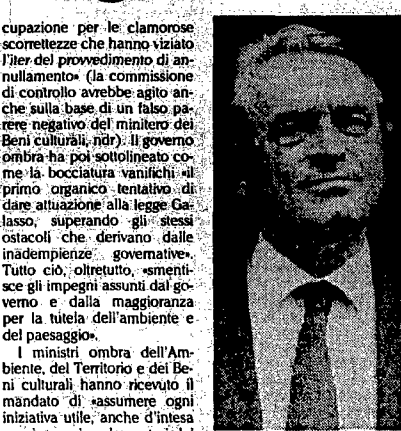 cupazione per le clamorose
scorrettezze che hanno viziato
l'iter del provvedimento di an-
nullamento» (la commissione
di controllo avrebbe agito an-
che sulla base di un falso pa-
rere negativo del minitero dei
Beni culturali, ndr). Il governo
ombra ha poi sottolineato co-
me la bocciatura vanifichi «il
primo organico tentativo di
dare attuazione alla legge Ga-
lasso, superando gli stessi
ostacoli che derivano dalle
inadempienze governative».
Tutto ciò, oltretutto, «smenti-
sce gli impegni assunti dal go-
verno e dalla maggioranza
per la tutela dell'ambiente e
del paesaggio».
I ministri ombra dell'Am-
biente, del Territorio e dei Be-
ni culturali hanno ricevuto il
mandato di «assumere ogni
iniziativa utile, anche d'intesa